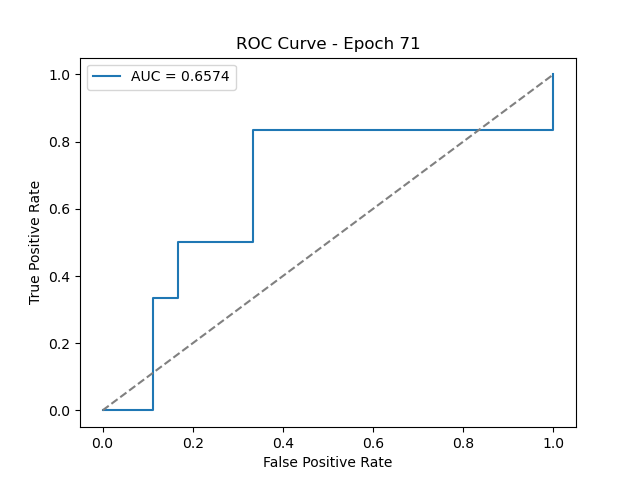 ROC Curve - Epoch 71
AUC = 0.6574
True Positive Rate
1.0
0.8
0.6
0.4
0.2
0.0
0.0 0.2 0.4 0.6 0.8 1.0
False Positive Rate